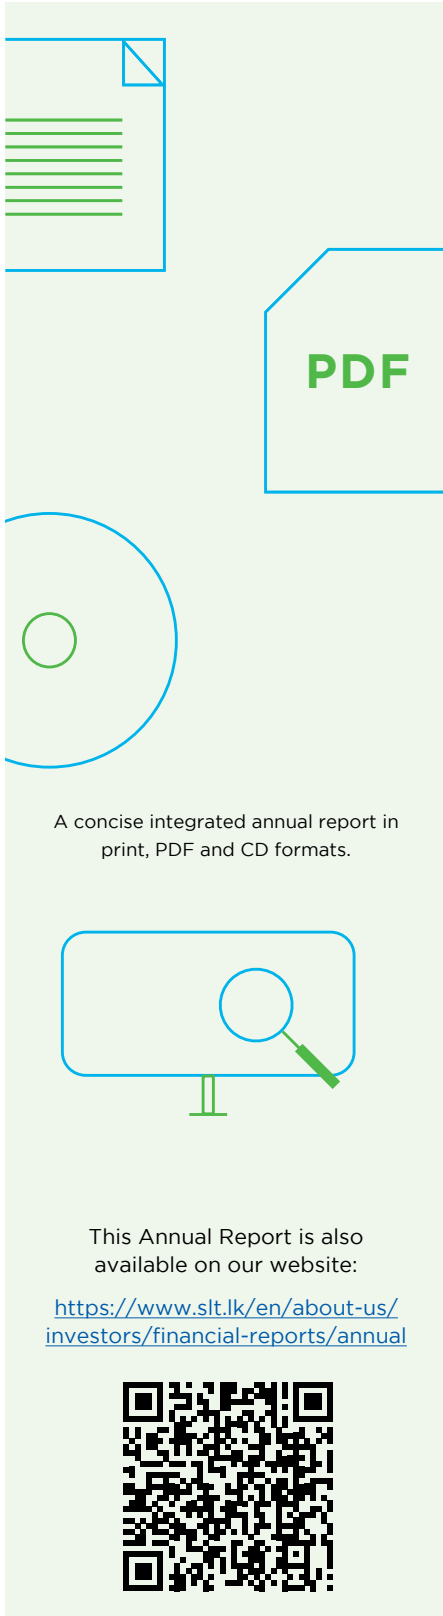 PDF
A concise integrated annual report in
print, PDF and CD formats.
This Annual Report is also
available on our website:
https://www.slt.lk/en/about-us/
investors/financial-reports/annual